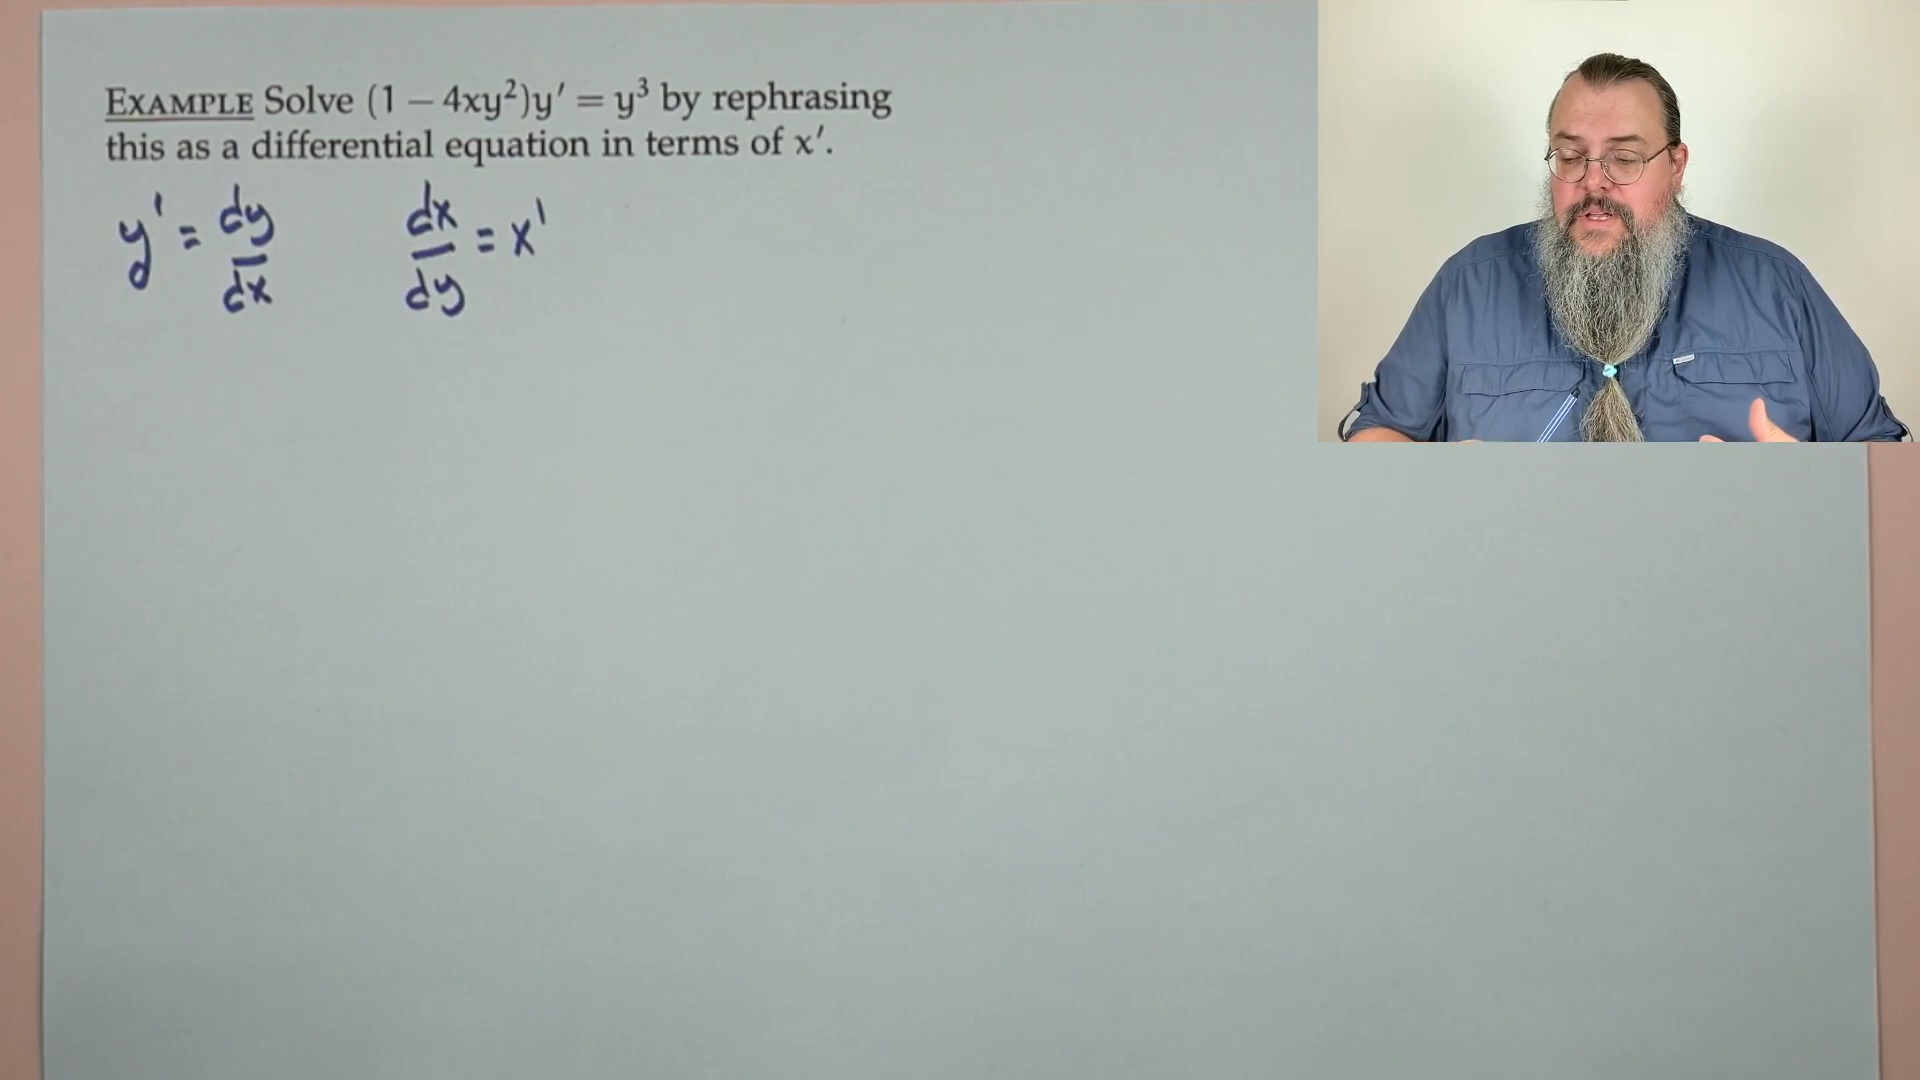 EXAMPLE Solve (1 − 4xy²)y′ = y³ by rephrasing
this as a differential equation in terms of x′.
y' = dy/dx    dx/dy = x'